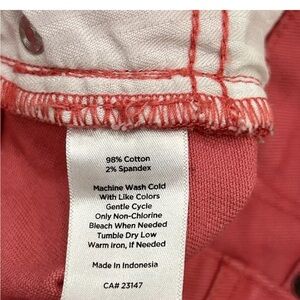 98% Cotton
2% Spandex
Machine Wash Cold
With Like Colors
Gentle Cycle
Only Non-Chlorine
Bleach When Needed
Tumble Dry Low
Warm Iron, If Needed
Made In Indonesia
CA# 23147